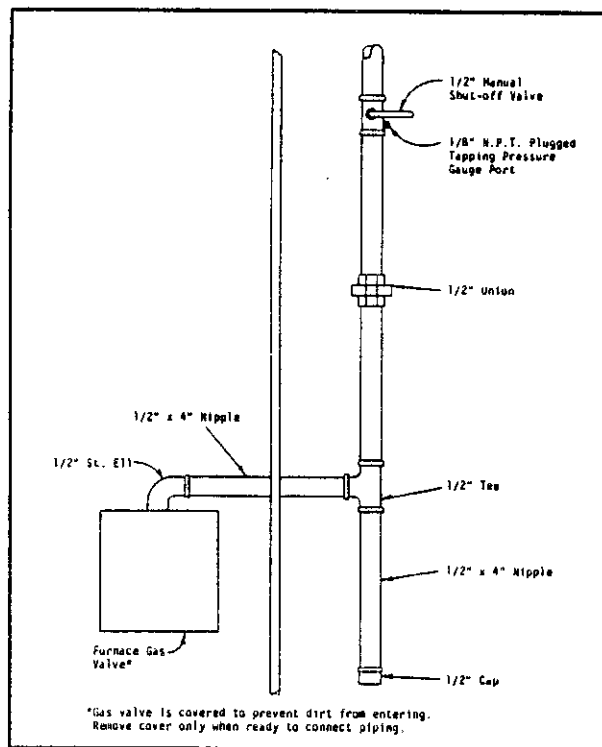 1/2" Manual
Shut-off Valve
1/8" N.P.T. Plugged
Tapping Pressure
Gauge Port
1/2" Union
1/2" x 4" Nipple
1/2" St. Ell
1/2" Tee
1/2" x 4" Nipple
Furnace Gas
Valve*
1/2" Cap
*Gas valve is covered to prevent dirt from entering.
Remove cover only when ready to connect piping.